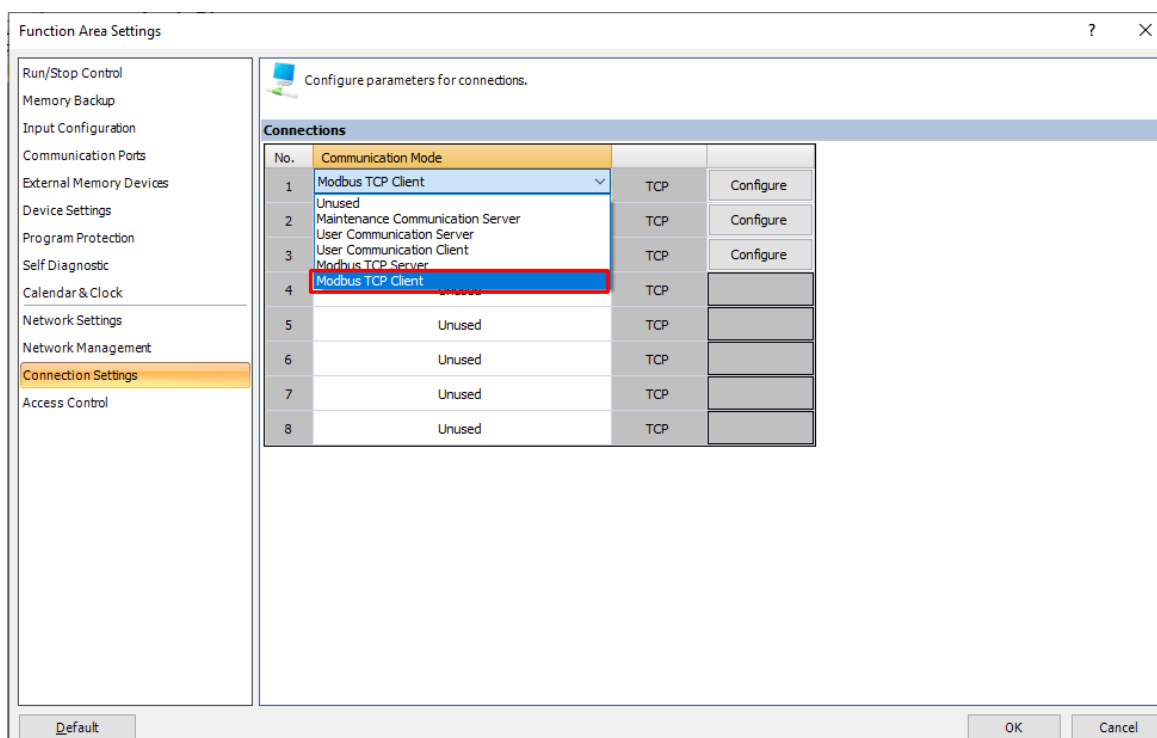 Function Area Settings
?
Run/Stop Control
Memory Backup
Input Configuration
Communication Ports
External Memory Devices
Device Settings
Program Protection
Self Diagnostic
Calendar & Clock
Network Settings
Network Management
Connection Settings
Access Control
Configure parameters for connections.
Connections
No. Communication Mode
1 Modbus TCP Client TCP Configure
Unused
Maintenance Communication Server
2 TCP Configure
User Communication Server
User Communication Client
3 TCP Configure
Modbus TCP Server
Modbus TCP Client
4 Unused TCP
5 Unused TCP
6 Unused TCP
7 Unused TCP
8 Unused TCP
Default OK Cancel